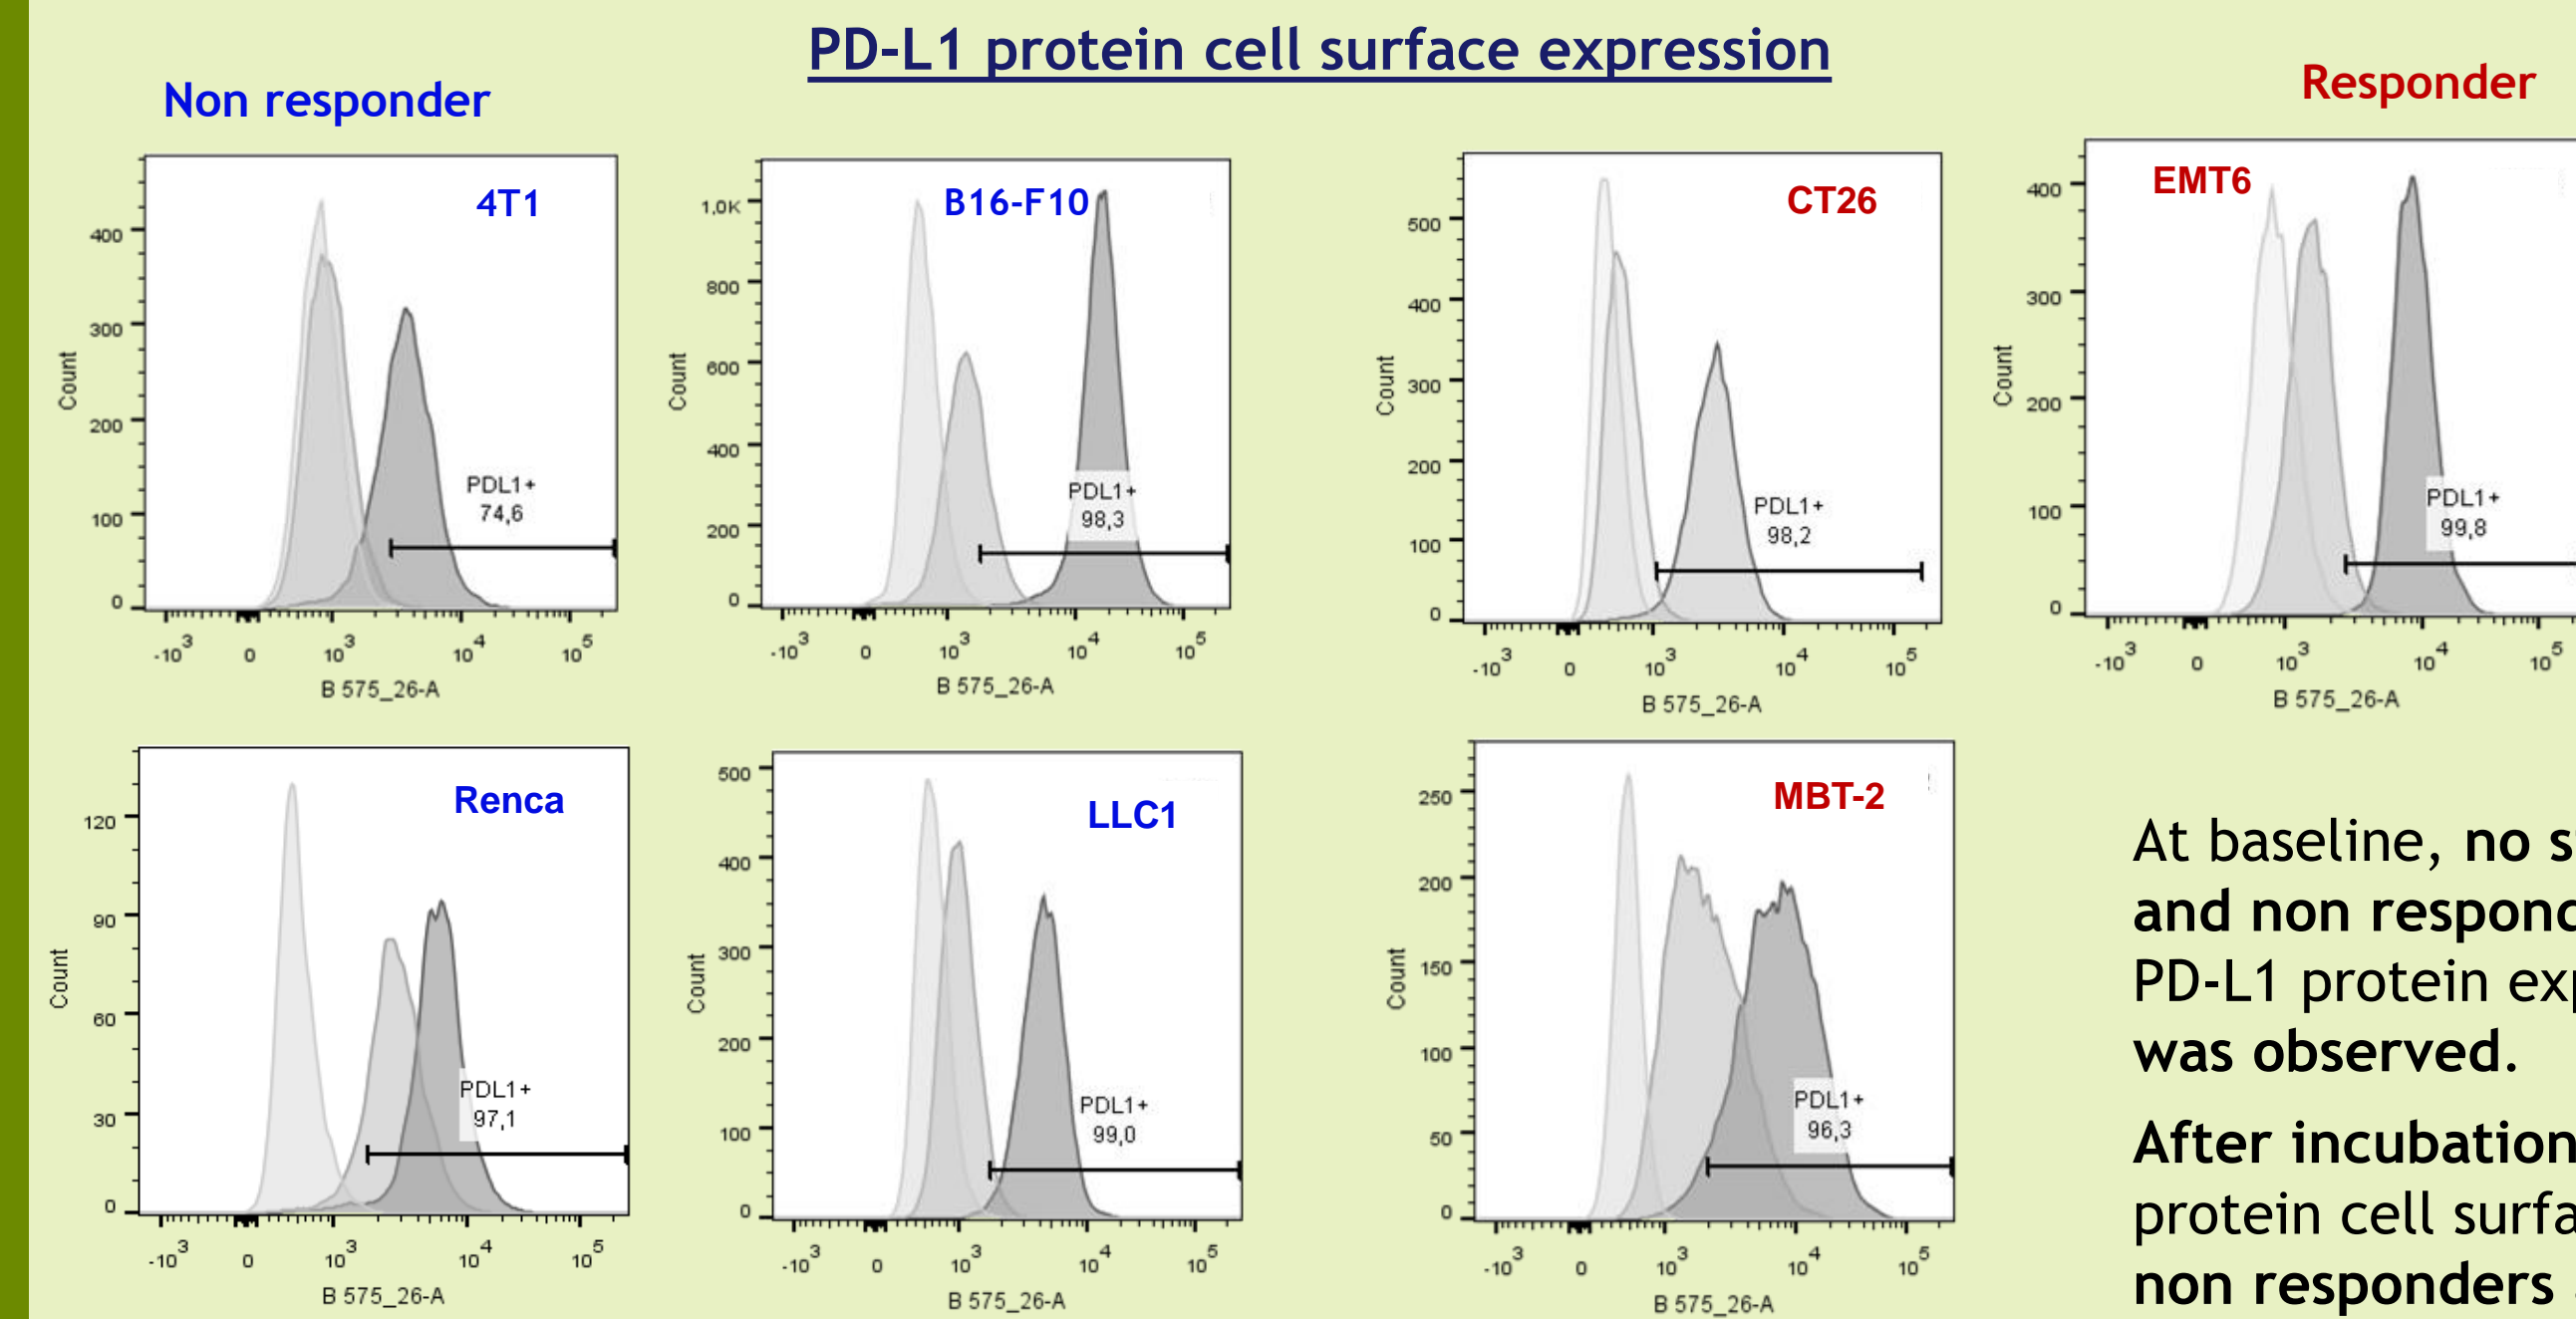 PD-L1 protein cell surface expression
Non responder
Responder
4T1
Count
400
300
200
100
0
PDL1+
74,6
-10^3 0 10^3 10^4 10^5
B 575_26-A
B16-F10
Count
1,0K
800
600
400
200
0
PDL1+
98,3
-10^3 0 10^3 10^4 10^5
B 575_26-A
CT26
Count
500
400
300
200
100
0
PDL1+
98,2
-10^3 0 10^3 10^4 10^5
B 575_26-A
EMT6
Count
400
300
200
100
0
PDL1+
99,8
-10^3 0 10^3 10^4 10^5
B 575_26-A
Renca
Count
120
90
60
30
0
PDL1+
97,1
-10^3 0 10^3 10^4 10^5
B 575_26-A
LLC1
Count
500
400
300
200
100
0
PDL1+
99,0
-10^3 0 10^3 10^4 10^5
B 575_26-A
MBT-2
Count
250
200
150
100
50
0
PDL1+
96,3
-10^3 0 10^3 10^4 10^5
B 575_26-A
At baseline, no
and non
PD-L1 protein
was observed.
After incubation
protein cell
non responders